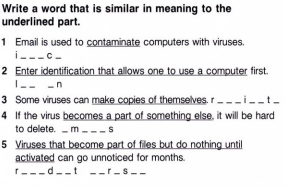 Write a word that is similar in meaning to the
underlined part.
1 Email is used to contaminate computers with viruses.
i _ _ _ c _
2 Enter identification that allows one to use a computer first.
l _ _ _ n
3 Some viruses can make copies of themselves. r _ _ _ i _ _ t _
4 If the virus becomes a part of something else, it will be hard
to delete. _ m _ _ _ s
5 Viruses that become part of files but do nothing until
activated can go unnoticed for months.
r _ _ _ d _ _ t _ _ r _ s _ _